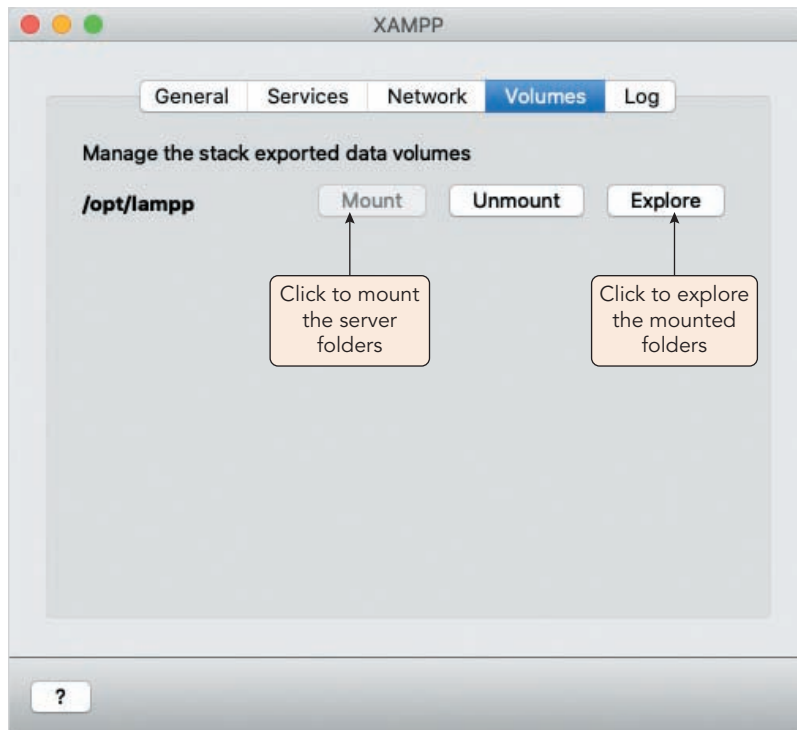 XAMPP
General Services Network Volumes Log
Manage the stack exported data volumes
/opt/lampp Mount Unmount Explore
Click to mount
the server
folders
Click to explore
the mounted
folders
?